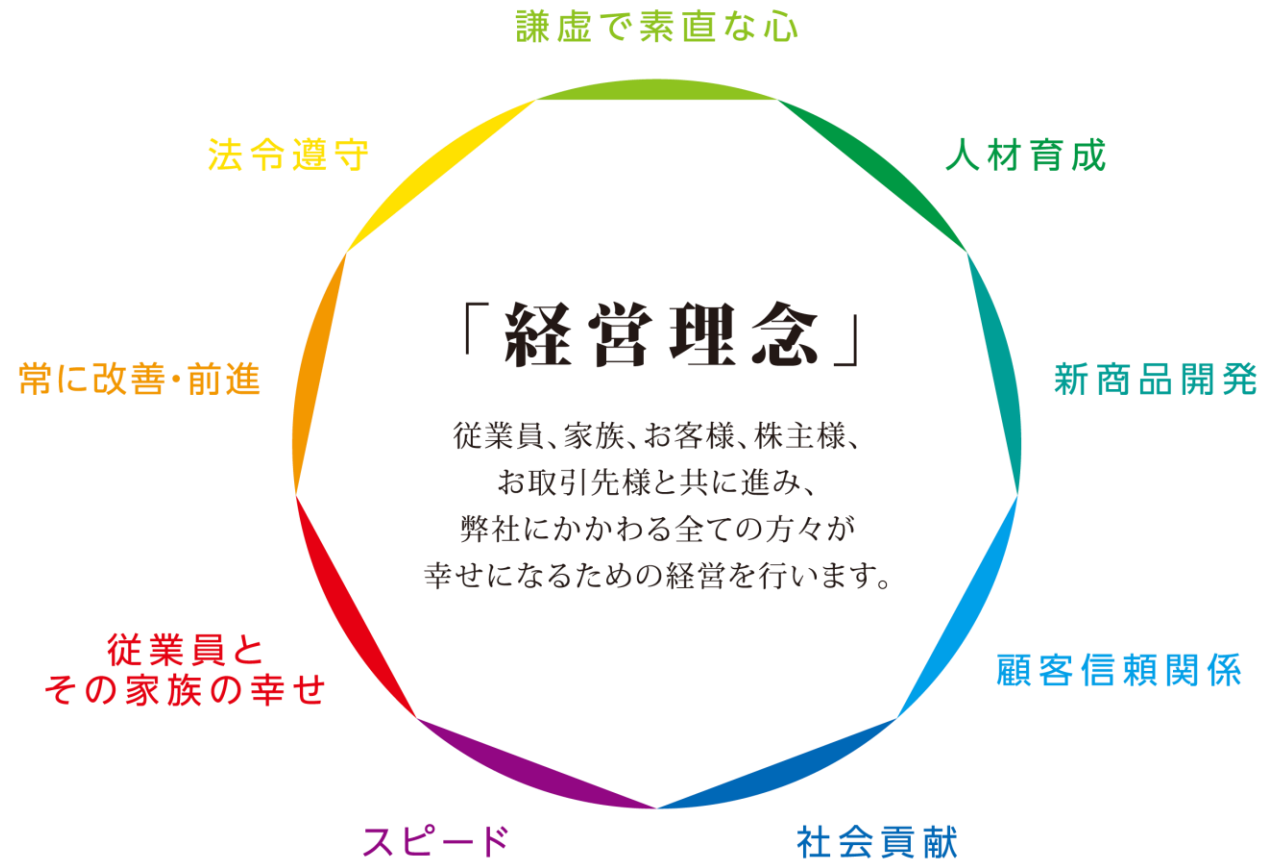 謙虚で素直な心
法令遵守
人材育成
「経営理念」
常に改善・前進
新商品開発
従業員、家族、お客様、株主様、
お取引先様と共に進み、
弊社にかかわる全ての方々が
幸せになるための経営を行います。
従業員と
その家族の幸せ
顧客信頼関係
スピード
社会貢献